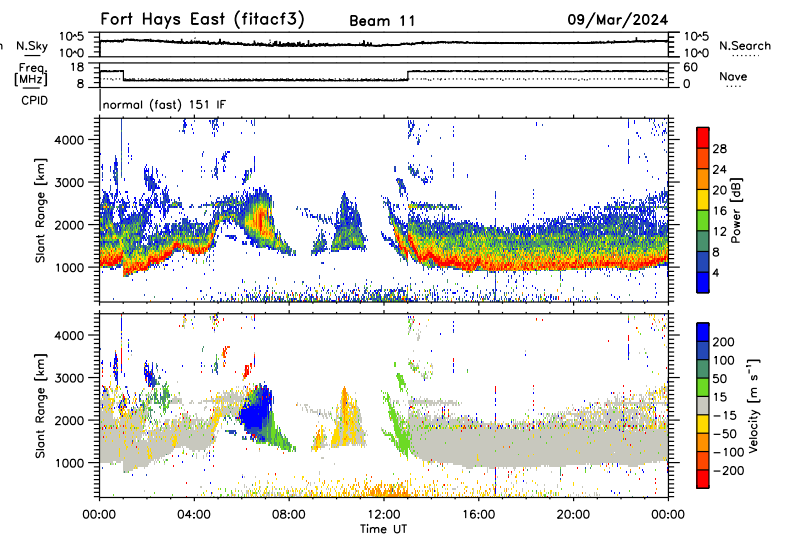 Fort Hays East (fitacf3) Beam 11 09/Mar/2024
N.Sky 10^5 10^0 10^5 10^0 N.Search
Freq. [MHz] 18 8 60 0 Nave
CPID normal (fast) 151 IF
Slant Range [km] 4000 3000 2000 1000
28 24 20 16 12 8 4 Power [dB]
Slant Range [km] 4000 3000 2000 1000
200 100 50 15 -15 -50 -100 -200 Velocity [m s⁻¹]
00:00 04:00 08:00 12:00 16:00 20:00 00:00
Time UT